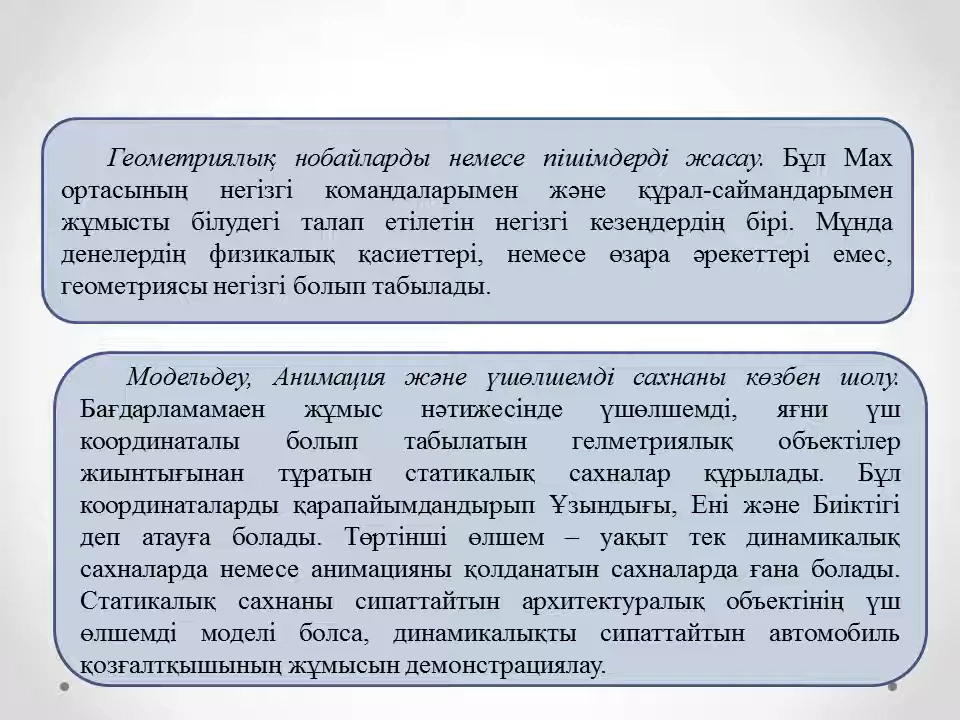 Геометриялық нобайларды немесе пішімдерді жасау. Бұл Мах
ортасының негізгі командаларымен және құрал-саймандарымен
жұмысты білудегі талап етілетін негізгі кезеңдердің бірі. Мұнда
денелердің физикалық қасиеттері, немесе өзара әрекеттері емес,
геометриясы негізгі болып табылады.
Модельдеу, Анимация және үшөлшемді сахнаны көзбен шолу.
Бағдарламамаен жұмыс нәтижесінде үшөлшемді, яғни үш
координаталы болып табылатын гелметриялық объектілер
жиынтығынан тұратын статикалық сахналар құрылады. Бұл
координаталарды қарапайымдандырып Ұзындығы, Ені және Биіктігі
деп атауға болады. Төртінші өлшем – уақыт тек динамикалық
сахналарда немесе анимацияны қолданатын сахналарда ғана болады.
Статикалық сахнаны сипаттайтын архитектуралық объектінің үш
өлшемді моделі болса, динамикалықты сипаттайтын автомобиль
қозғалтқышының жұмысын демонстрациялау.